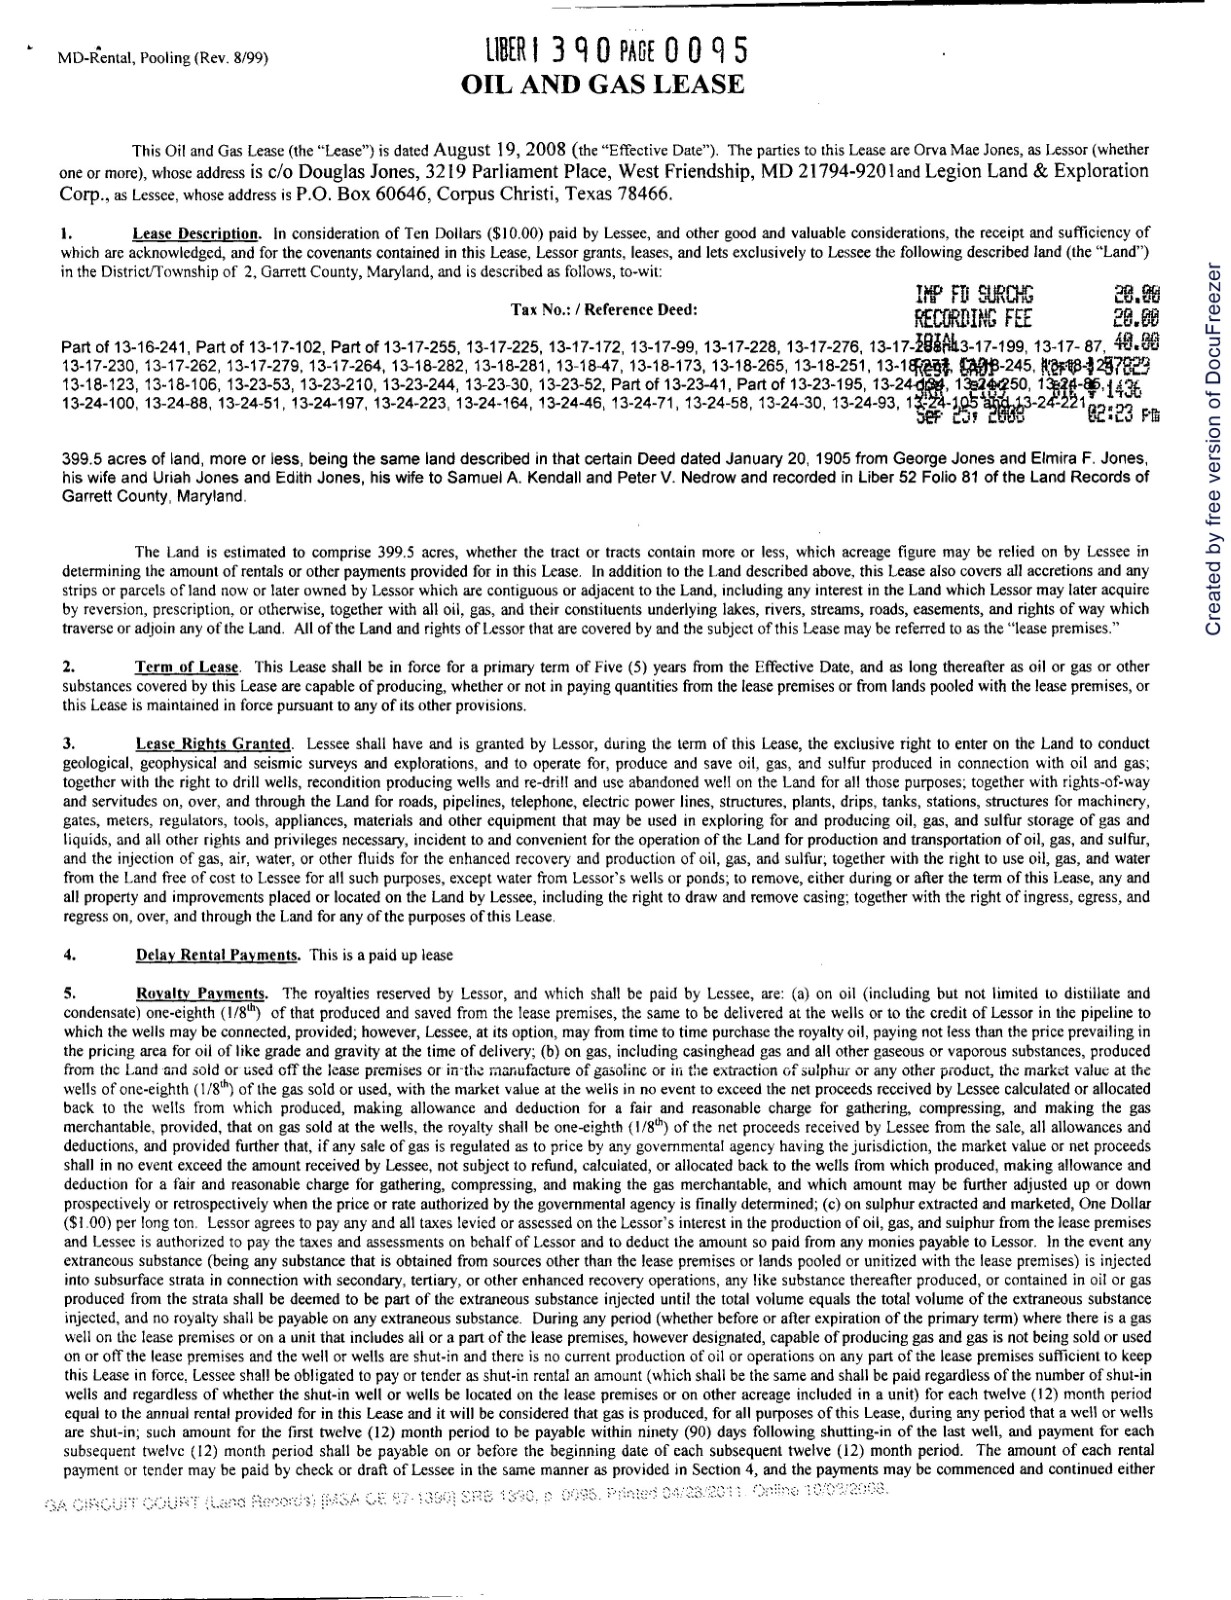 MD-Rental, Pooling (Rev. 8/99)
LIBER 1 3 9 0 PAGE 0 0 9 5
OIL AND GAS LEASE
This Oil and Gas Lease (the “Lease”) is dated August 19, 2008 (the “Effective Date”). The parties to this Lease are Orva Mae Jones, as Lessor (whether
one or more), whose address is c/o Douglas Jones, 3219 Parliament Place, West Friendship, MD 21794-9201and Legion Land & Exploration
Corp., as Lessee, whose address is P.O. Box 60646, Corpus Christi, Texas 78466.
1. Lease Description. In consideration of Ten Dollars ($10.00) paid by Lessee, and other good and valuable considerations, the receipt and sufficiency of
which are acknowledged, and for the covenants contained in this Lease, Lessor grants, leases, and lets exclusively to Lessee the following described land (the “Land”)
in the District/Township of 2, Garrett County, Maryland, and is described as follows, to-wit:
IMP FD SURCHG 20.00
Tax No.: / Reference Deed:
RECORDING FEE 20.00
TOTAL 40.00
Part of 13-16-241, Part of 13-17-102, Part of 13-17-255, 13-17-225, 13-17-172, 13-17-99, 13-17-228, 13-17-276, 13-17- 13-17-199, 13-17- 87,
13-17-230, 13-17-262, 13-17-279, 13-17-264, 13-18-282, 13-18-281, 13-18-47, 13-18-173, 13-18-265, 13-18-251,
13-18-123, 13-18-106, 13-23-53, 13-23-210, 13-23-244, 13-23-30, 13-23-52, Part of 13-23-41, Part of 13-23-195,
13-24-100, 13-24-88, 13-24-51, 13-24-197, 13-24-223, 13-24-164, 13-24-46, 13-24-71, 13-24-58, 13-24-30, 13-24-93, 13-24-105 and 13-24-221
Sep 25, 2008 02:23 PM
399.5 acres of land, more or less, being the same land described in that certain Deed dated January 20, 1905 from George Jones and Elmira F. Jones,
his wife and Uriah Jones and Edith Jones, his wife to Samuel A. Kendall and Peter V. Nedrow and recorded in Liber 52 Folio 81 of the Land Records of
Garrett County, Maryland.
The Land is estimated to comprise 399.5 acres, whether the tract or tracts contain more or less, which acreage figure may be relied on by Lessee in
determining the amount of rentals or other payments provided for in this Lease. In addition to the Land described above, this Lease also covers all accretions and any
strips or parcels of land now or later owned by Lessor which are contiguous or adjacent to the Land, including any interest in the Land which Lessor may later acquire
by reversion, prescription, or otherwise, together with all oil, gas, and their constituents underlying lakes, rivers, streams, roads, easements, and rights of way which
traverse or adjoin any of the Land. All of the Land and rights of Lessor that are covered by and the subject of this Lease may be referred to as the “lease premises.”
2. Term of Lease. This Lease shall be in force for a primary term of Five (5) years from the Effective Date, and as long thereafter as oil or gas or other
substances covered by this Lease are capable of producing, whether or not in paying quantities from the lease premises or from lands pooled with the lease premises, or
this Lease is maintained in force pursuant to any of its other provisions.
3. Lease Rights Granted. Lessee shall have and is granted by Lessor, during the term of this Lease, the exclusive right to enter on the Land to conduct
geological, geophysical and seismic surveys and explorations, and to operate for, produce and save oil, gas, and sulfur produced in connection with oil and gas;
together with the right to drill wells, recondition producing wells and re-drill and use abandoned well on the Land for all those purposes; together with rights-of-way
and servitudes on, over, and through the Land for roads, pipelines, telephone, electric power lines, structures, plants, drips, tanks, stations, structures for machinery,
gates, meters, regulators, tools, appliances, materials and other equipment that may be used in exploring for and producing oil, gas, and sulfur storage of gas and
liquids, and all other rights and privileges necessary, incident to and convenient for the operation of the Land for production and transportation of oil, gas, and sulfur,
and the injection of gas, air, water, or other fluids for the enhanced recovery and production of oil, gas, and sulfur; together with the right to use oil, gas, and water
from the Land free of cost to Lessee for all such purposes, except water from Lessor’s wells or ponds; to remove, either during or after the term of this Lease, any and
all property and improvements placed or located on the Land by Lessee, including the right to draw and remove casing; together with the right of ingress, egress, and
regress on, over, and through the Land for any of the purposes of this Lease.
4. Delay Rental Payments. This is a paid up lease
5. Royalty Payments. The royalties reserved by Lessor, and which shall be paid by Lessee, are: (a) on oil (including but not limited to distillate and
condensate) one-eighth (1/8th) of that produced and saved from the lease premises, the same to be delivered at the wells or to the credit of Lessor in the pipeline to
which the wells may be connected, provided; however, Lessee, at its option, may from time to time purchase the royalty oil, paying not less than the price prevailing in
the pricing area for oil of like grade and gravity at the time of delivery; (b) on gas, including casinghead gas and all other gaseous or vaporous substances, produced
from the Land and sold or used off the lease premises or in the manufacture of gasoline or in the extraction of sulphur or any other product, the market value at the
wells of one-eighth (1/8th) of the gas sold or used, with the market value at the wells in no event to exceed the net proceeds received by Lessee calculated or allocated
back to the wells from which produced, making allowance and deduction for a fair and reasonable charge for gathering, compressing, and making the gas
merchantable, provided, that on gas sold at the wells, the royalty shall be one-eighth (1/8th) of the net proceeds received by Lessee from the sale, all allowances and
deductions, and provided further that, if any sale of gas is regulated as to price by any governmental agency having the jurisdiction, the market value or net proceeds
shall in no event exceed the amount received by Lessee, not subject to refund, calculated, or allocated back to the wells from which produced, making allowance and
deduction for a fair and reasonable charge for gathering, compressing, and making the gas merchantable, and which amount may be further adjusted up or down
prospectively or retrospectively when the price or rate authorized by the governmental agency is finally determined; (c) on sulphur extracted and marketed, One Dollar
($1.00) per long ton. Lessor agrees to pay any and all taxes levied or assessed on the Lessor’s interest in the production of oil, gas, and sulphur from the lease premises
and Lessee is authorized to pay the taxes and assessments on behalf of Lessor and to deduct the amount so paid from any monies payable to Lessor. In the event any
extraneous substance (being any substance that is obtained from sources other than the lease premises or lands pooled or unitized with the lease premises) is injected
into subsurface strata in connection with secondary, tertiary, or other enhanced recovery operations, any like substance thereafter produced, or contained in oil or gas
produced from the strata shall be deemed to be part of the extraneous substance injected until the total volume equals the total volume of the extraneous substance
injected, and no royalty shall be payable on any extraneous substance. During any period (whether before or after expiration of the primary term) where there is a gas
well on the lease premises or on a unit that includes all or a part of the lease premises, however designated, capable of producing gas and gas is not being sold or used
on or off the lease premises and the well or wells are shut-in and there is no current production of oil or operations on any part of the lease premises sufficient to keep
this Lease in force, Lessee shall be obligated to pay or tender as shut-in rental an amount (which shall be the same and shall be paid regardless of the number of shut-in
wells and regardless of whether the shut-in well or wells be located on the lease premises or on other acreage included in a unit) for each twelve (12) month period
equal to the annual rental provided for in this Lease and it will be considered that gas is produced, for all purposes of this Lease, during any period that a well or wells
are shut-in; such amount for the first twelve (12) month period to be payable within ninety (90) days following shutting-in of the last well, and payment for each
subsequent twelve (12) month period shall be payable on or before the beginning date of each subsequent twelve (12) month period. The amount of each rental
payment or tender may be paid by check or draft of Lessee in the same manner as provided in Section 4, and the payments may be commenced and continued either
GA CIRCUIT COURT (Land Records) [MSA CE 87-1390] SRB 1390, p. 0095. Printed 04/28/2011. Online 10/03/2008.
Created by free version of DocuFreezer